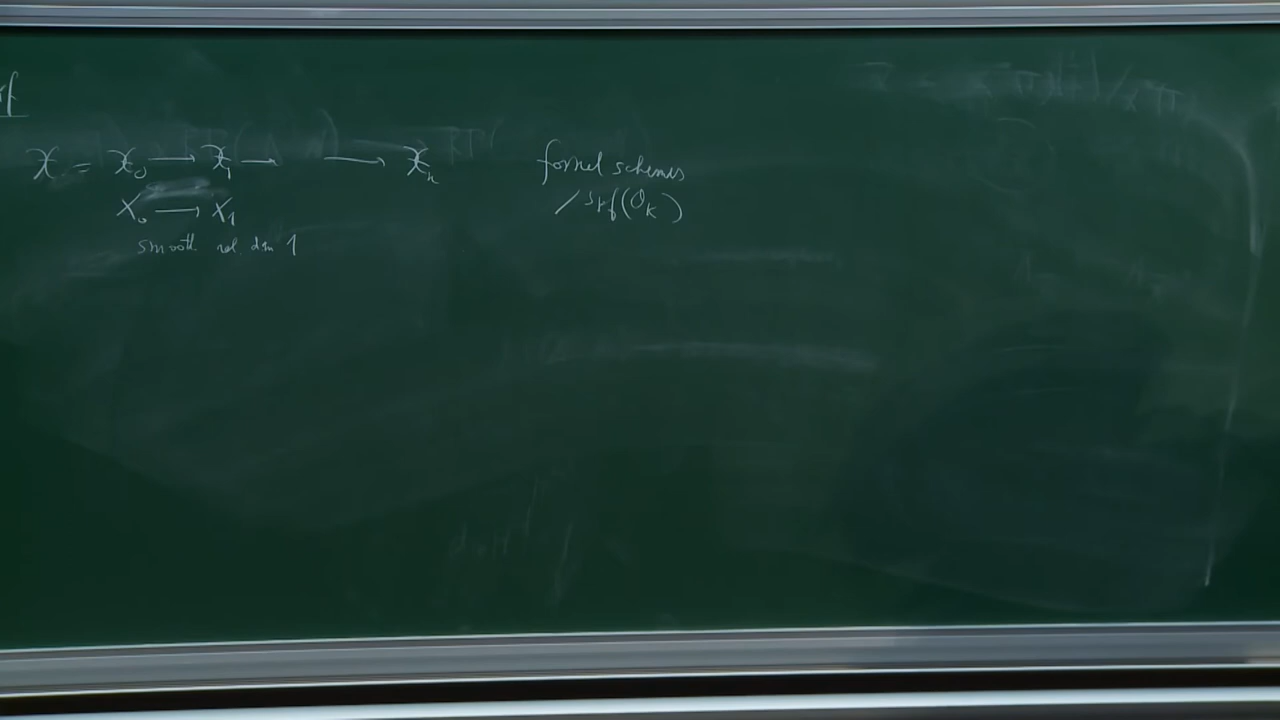 𝔛 = 𝔛₀ → 𝔛₁ → → 𝔛ₙ formal schemes
X₀ → X₁ / Spf(O_K)
smooth rel. dim 1